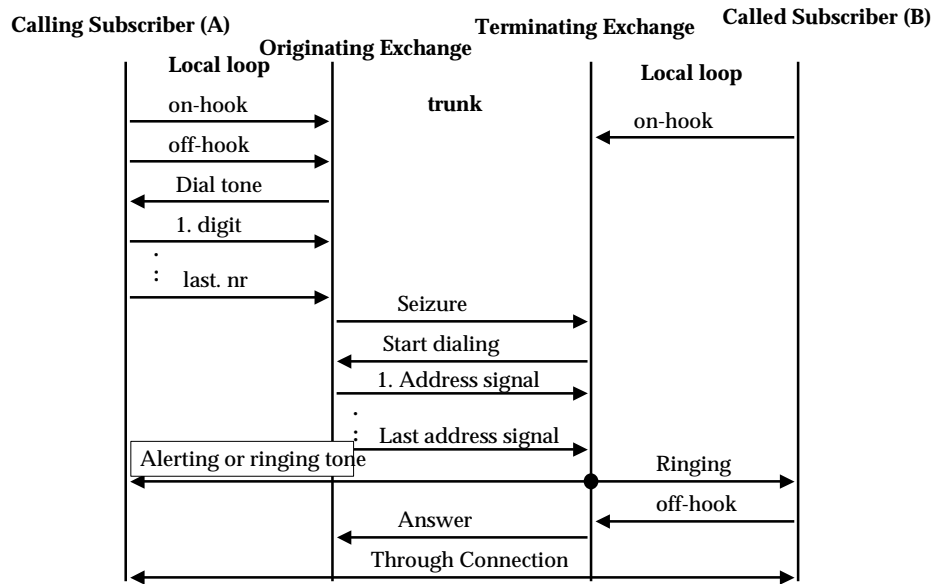 Calling Subscriber (A)
Originating Exchange
Terminating Exchange
Called Subscriber (B)
Local loop
trunk
Local loop
on-hook
on-hook
off-hook
Dial tone
1. digit
:
last. nr
Seizure
Start dialing
1. Address signal
:
Last address signal
Alerting or ringing tone
Ringing
off-hook
Answer
Through Connection